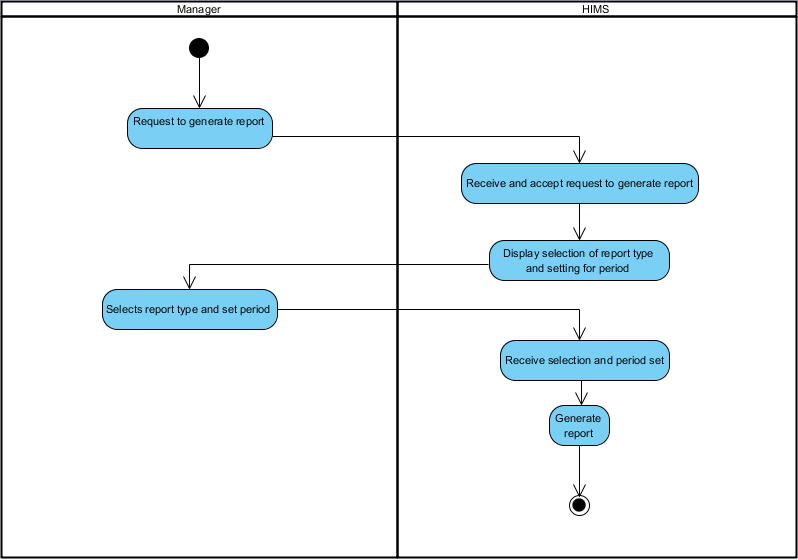 Manager
HIMS
Request to generate report
Receive and accept request to generate report
Display selection of report type
and setting for period
Selects report type and set period
Receive selection and period set
Generate
report